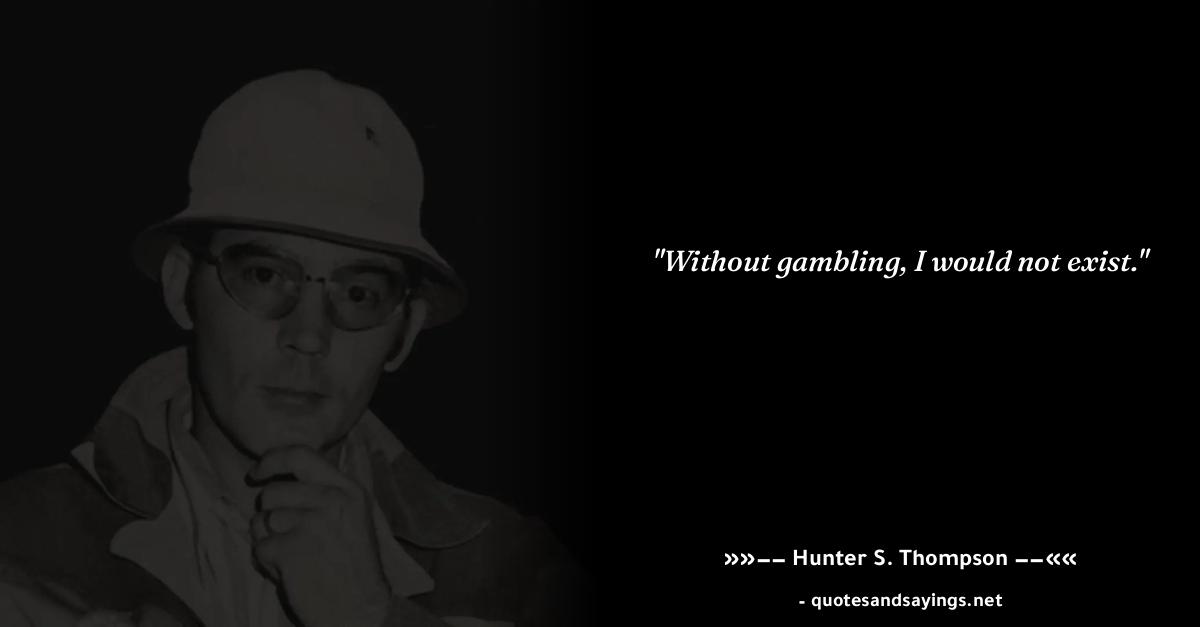 "Without gambling, I would not exist."
»»−− Hunter S. Thompson −−««
- quotesandsayings.net